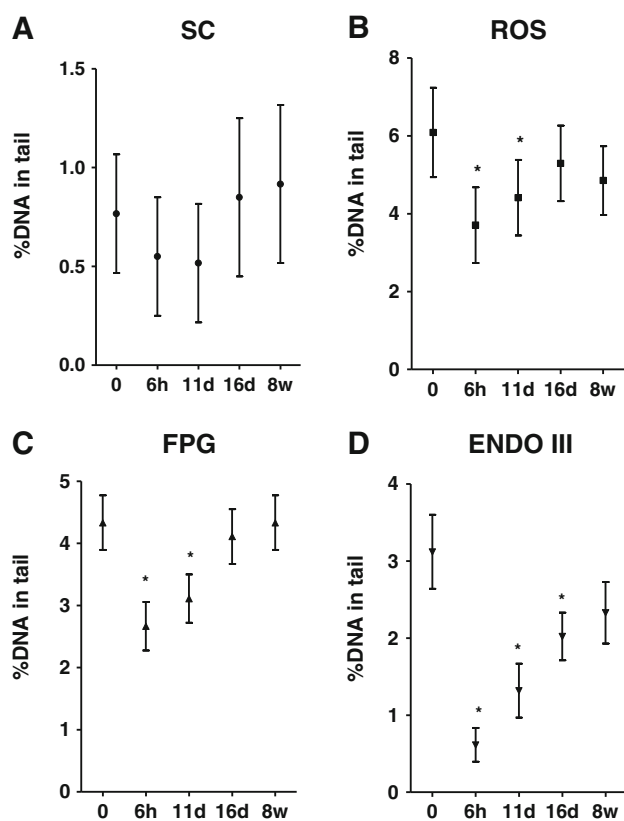 A SC
%DNA in tail
1.5
1.0
0.5
0.0
0 6h 11d 16d 8w
B ROS
%DNA in tail
8
6
4
2
0
* *
0 6h 11d 16d 8w
C FPG
%DNA in tail
5
4
3
2
1
0
* *
0 6h 11d 16d 8w
D ENDO III
%DNA in tail
4
3
2
1
0
* * *
0 6h 11d 16d 8w